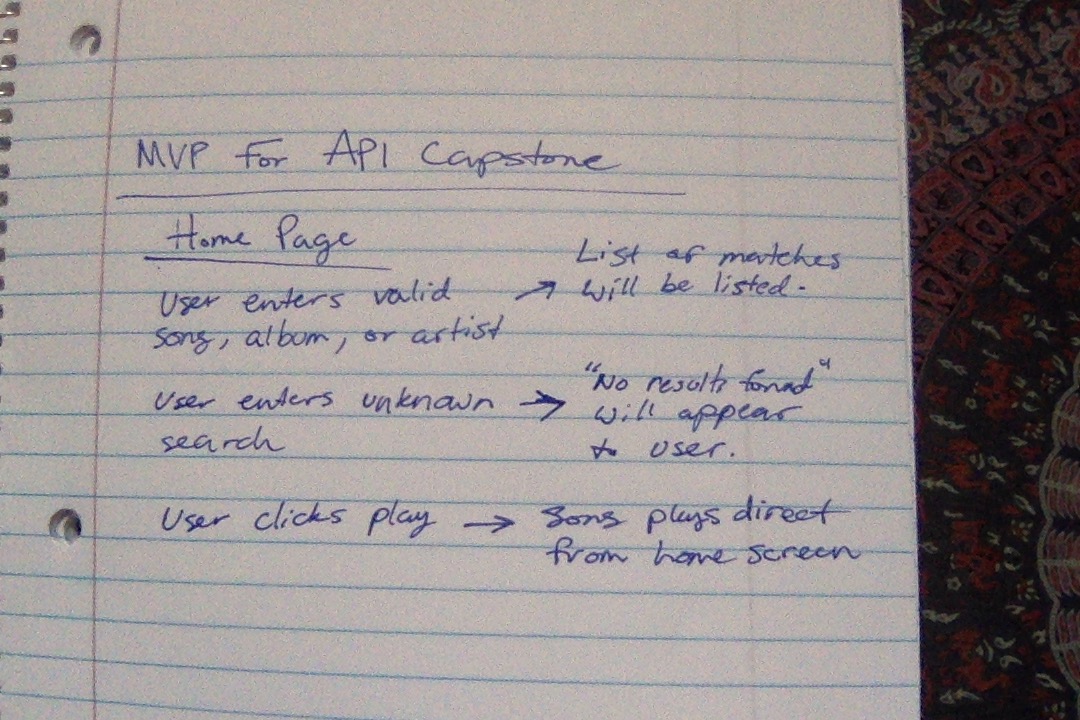 MVP For API Capstone
Home Page
User enters valid
song, album, or artist
→ List of matches
will be listed.
User enters unknown
search
→ "No results found"
will appear
to user.
User clicks play → Song plays direct
from home screen